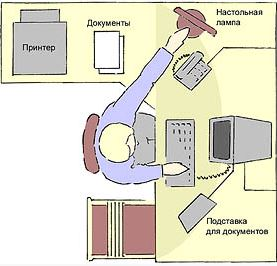 Документы
Настольная
лампа
Принтер
Подставка
для документов